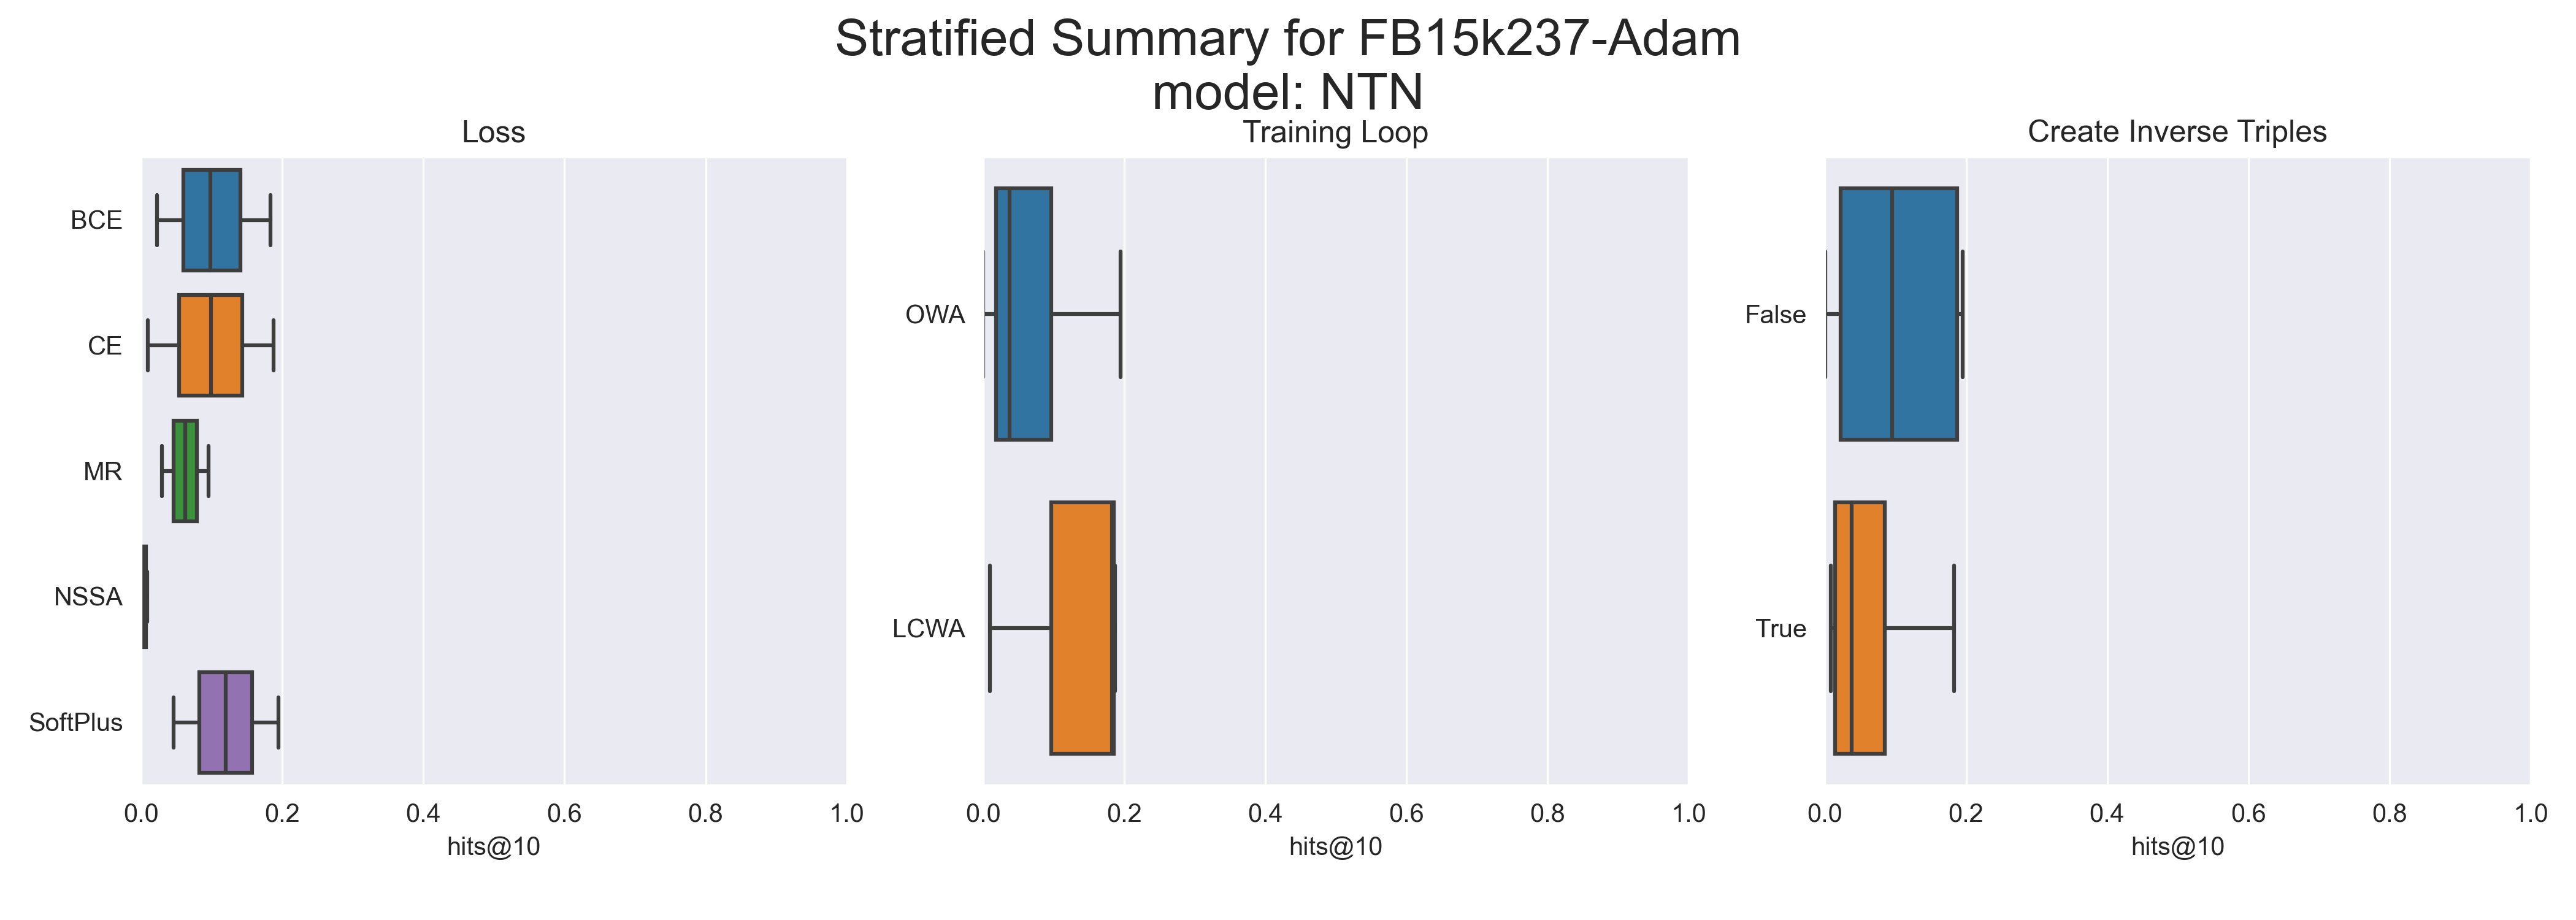 Stratified Summary for FB15k237-Adam
model: NTN
Loss
BCE
CE
MR
NSSA
SoftPlus
0.0 0.2 0.4 0.6 0.8 1.0
hits@10
Training Loop
OWA
LCWA
0.0 0.2 0.4 0.6 0.8 1.0
hits@10
Create Inverse Triples
False
True
0.0 0.2 0.4 0.6 0.8 1.0
hits@10